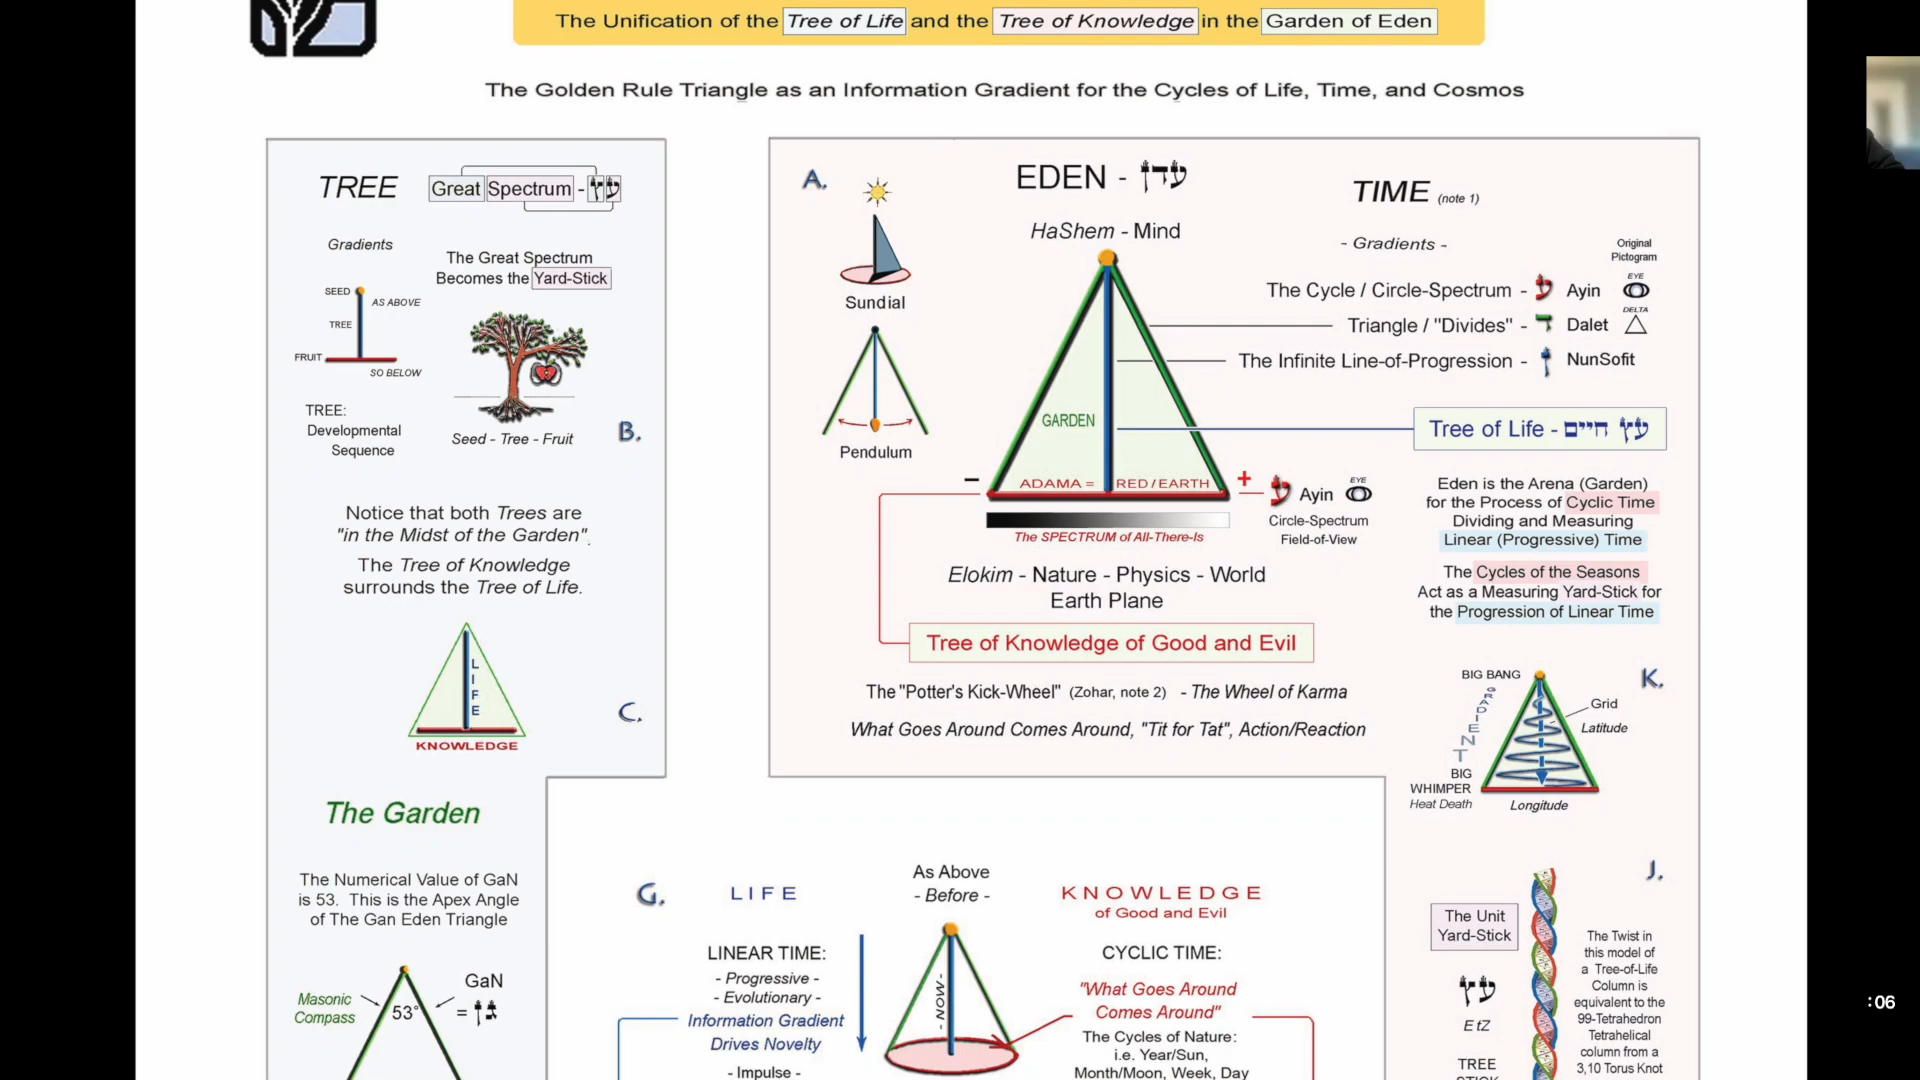 The Unification of the Tree of Life and the Tree of Knowledge in the Garden of Eden
The Golden Rule Triangle as an Information Gradient for the Cycles of Life, Time, and Cosmos
TREE
Great Spectrum - עץ
Gradients
The Great Spectrum
Becomes the Yard-Stick
SEED
AS ABOVE
TREE
FRUIT
SO BELOW
TREE:
Developmental
Sequence
Seed - Tree - Fruit
B.
Notice that both Trees are
"in the Midst of the Garden".
The Tree of Knowledge
surrounds the Tree of Life.
LIFE
KNOWLEDGE
C.
The Garden
The Numerical Value of GaN
is 53. This is the Apex Angle
of The Gan Eden Triangle
Masonic
Compass
53°
GaN
= גן
A.
Sundial
Pendulum
EDEN - עדן
HaShem - Mind
GARDEN
ADAMA = RED / EARTH
−
+
ע Ayin
EYE
Circle-Spectrum
Field-of-View
The SPECTRUM of All-There-Is
Elokim - Nature - Physics - World
Earth Plane
Tree of Knowledge of Good and Evil
The "Potter's Kick-Wheel" (Zohar, note 2) - The Wheel of Karma
What Goes Around Comes Around, "Tit for Tat", Action/Reaction
TIME (note 1)
- Gradients -
Original
Pictogram
EYE
The Cycle / Circle-Spectrum - ע Ayin
DELTA
Triangle / "Divides" - ד Dalet
The Infinite Line-of-Progression - ן NunSofit
Tree of Life - עץ חיים
Eden is the Arena (Garden)
for the Process of Cyclic Time
Dividing and Measuring
Linear (Progressive) Time
The Cycles of the Seasons
Act as a Measuring Yard-Stick for
the Progression of Linear Time
BIG BANG
K.
GRADIENT
Grid
Latitude
BIG
WHIMPER
Heat Death
Longitude
J.
The Unit
Yard-Stick
עץ
EtZ
TREE
The Twist in
this model of
a Tree-of-Life
Column is
equivalent to the
99-Tetrahedron
Tetrahelical
column from a
3,10 Torus Knot
G.
LIFE
LINEAR TIME:
- Progressive -
- Evolutionary -
Information Gradient
Drives Novelty
- Impulse -
As Above
- Before -
- NOW -
KNOWLEDGE
of Good and Evil
CYCLIC TIME:
"What Goes Around
Comes Around"
The Cycles of Nature:
i.e. Year/Sun,
Month/Moon, Week, Day
:06